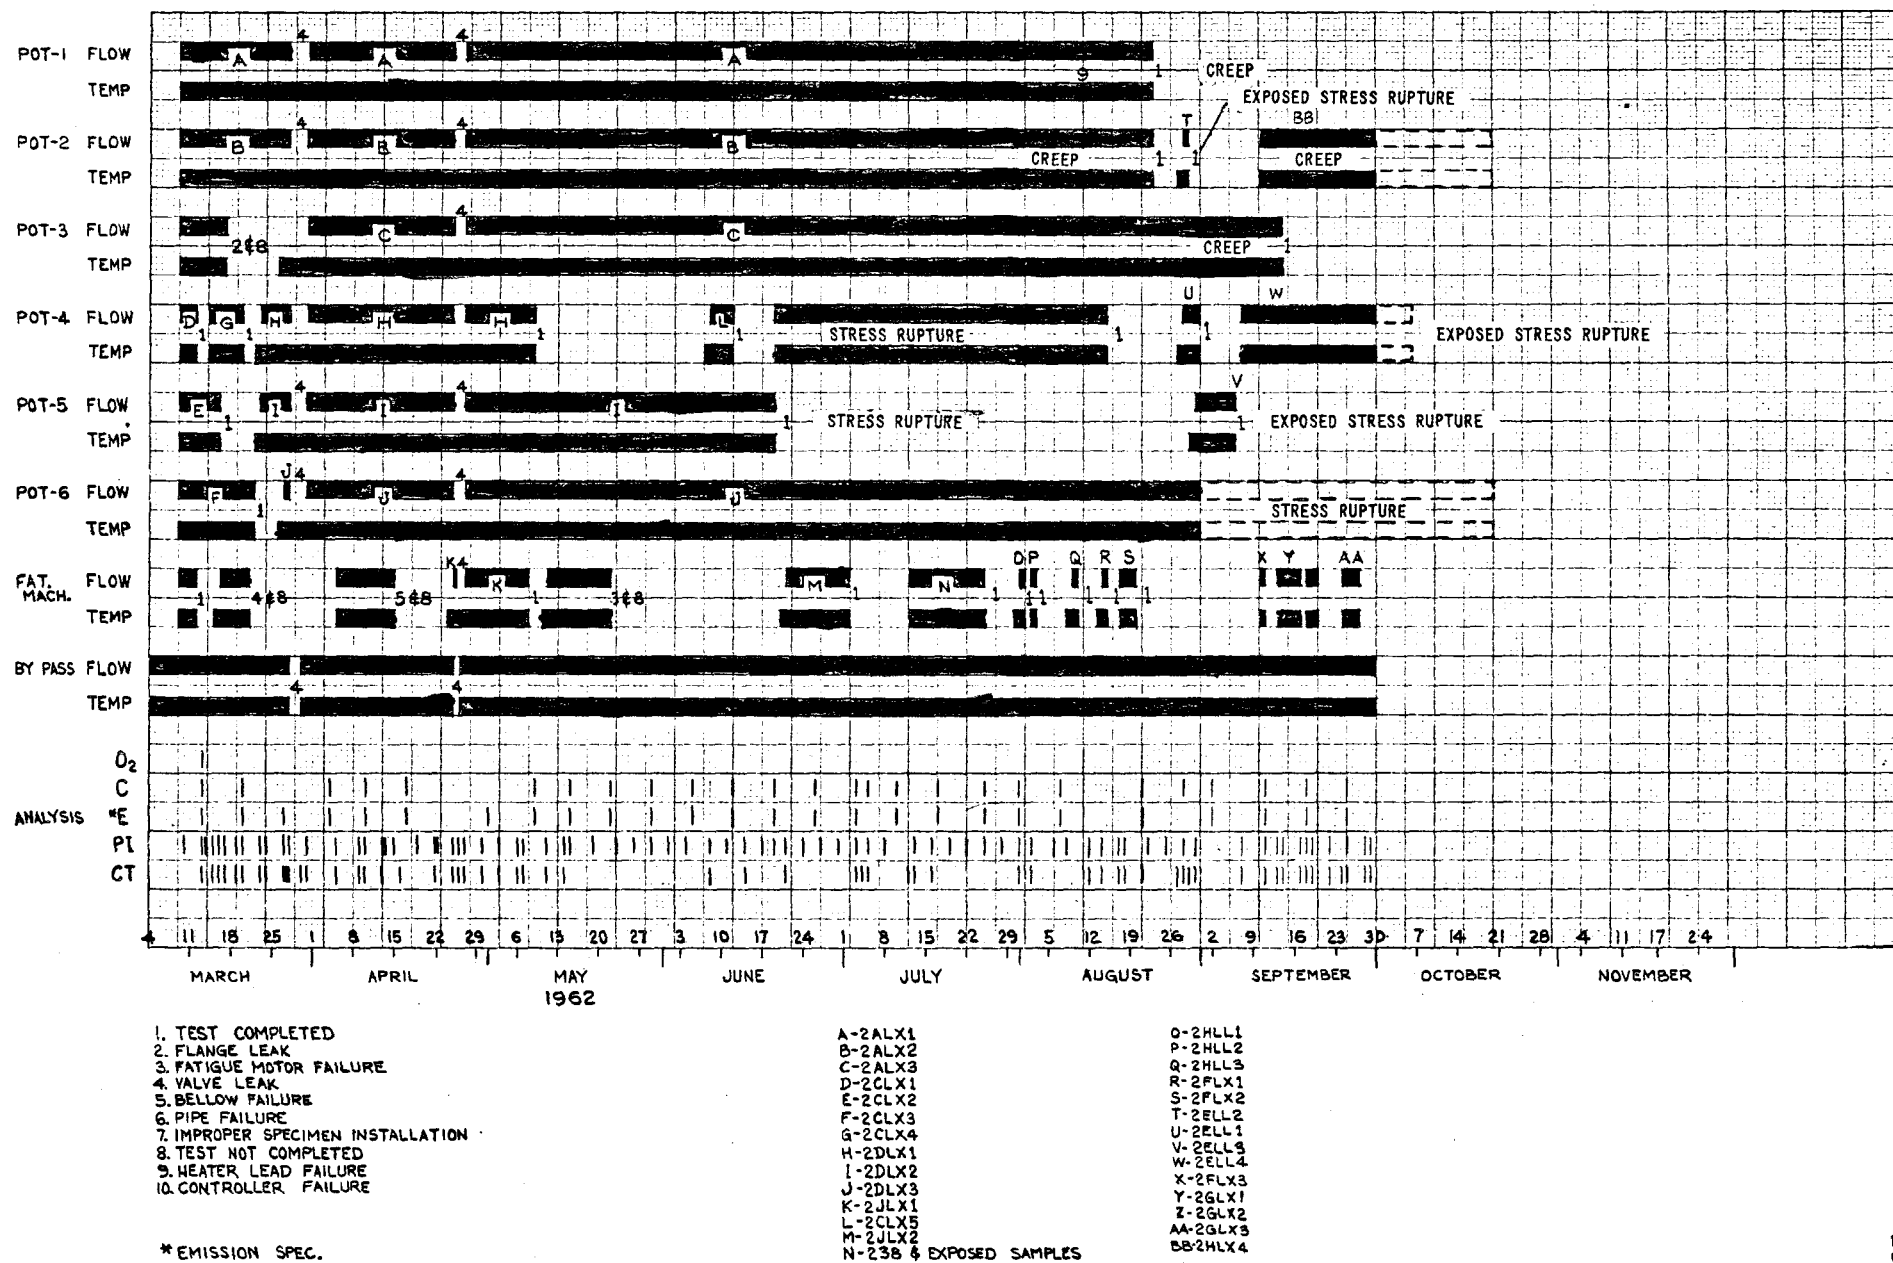 4 4
POT-1 FLOW A A A
9 1 CREEP
TEMP
EXPOSED STRESS RUPTURE
4 4 T BB
POT-2 FLOW B B B
CREEP 1 1 CREEP
TEMP
4
POT-3 FLOW C C
2&8 CREEP 1
TEMP
U W
POT-4 FLOW D G H H H L
1 1 1 1 STRESS RUPTURE 1 1 EXPOSED STRESS RUPTURE
TEMP
4 4 V
POT-5 FLOW E I I I
1 1 STRESS RUPTURE 1 EXPOSED STRESS RUPTURE
TEMP
J 4 4
POT-6 FLOW F J J
1 STRESS RUPTURE
TEMP
K4 O P Q R S X Y AA
FAT. MACH. FLOW K M N
1 4&8 5&8 1 3&8 1 1 1 1 1 1 1
TEMP
BY PASS FLOW
4 4
TEMP
O2
C
ANALYSIS *E
PI
CT
4 11 18 25 1 8 15 22 29 6 13 20 27 3 10 17 24 1 8 15 22 29 5 12 19 26 2 9 16 23 30 7 14 21 28 4 11 17 24
MARCH APRIL MAY JUNE JULY AUGUST SEPTEMBER OCTOBER NOVEMBER
1962
1. TEST COMPLETED
2. FLANGE LEAK
3. FATIGUE MOTOR FAILURE
4. VALVE LEAK
5. BELLOW FAILURE
6. PIPE FAILURE
7. IMPROPER SPECIMEN INSTALLATION
8. TEST NOT COMPLETED
9. HEATER LEAD FAILURE
10. CONTROLLER FAILURE
* EMISSION SPEC.
A-2ALX1
B-2ALX2
C-2ALX3
D-2CLX1
E-2CLX2
F-2CLX3
G-2CLX4
H-2DLX1
I-2DLX2
J-2DLX3
K-2JLX1
L-2CLX5
M-2JLX2
N-238 & EXPOSED SAMPLES
O-2HLL1
P-2HLL2
Q-2HLL3
R-2FLX1
S-2FLX2
T-2ELL2
U-2ELL1
V-2ELL3
W-2ELL4
X-2FLX3
Y-2GLX1
Z-2GLX2
AA-2GLX3
BB-2HLX4